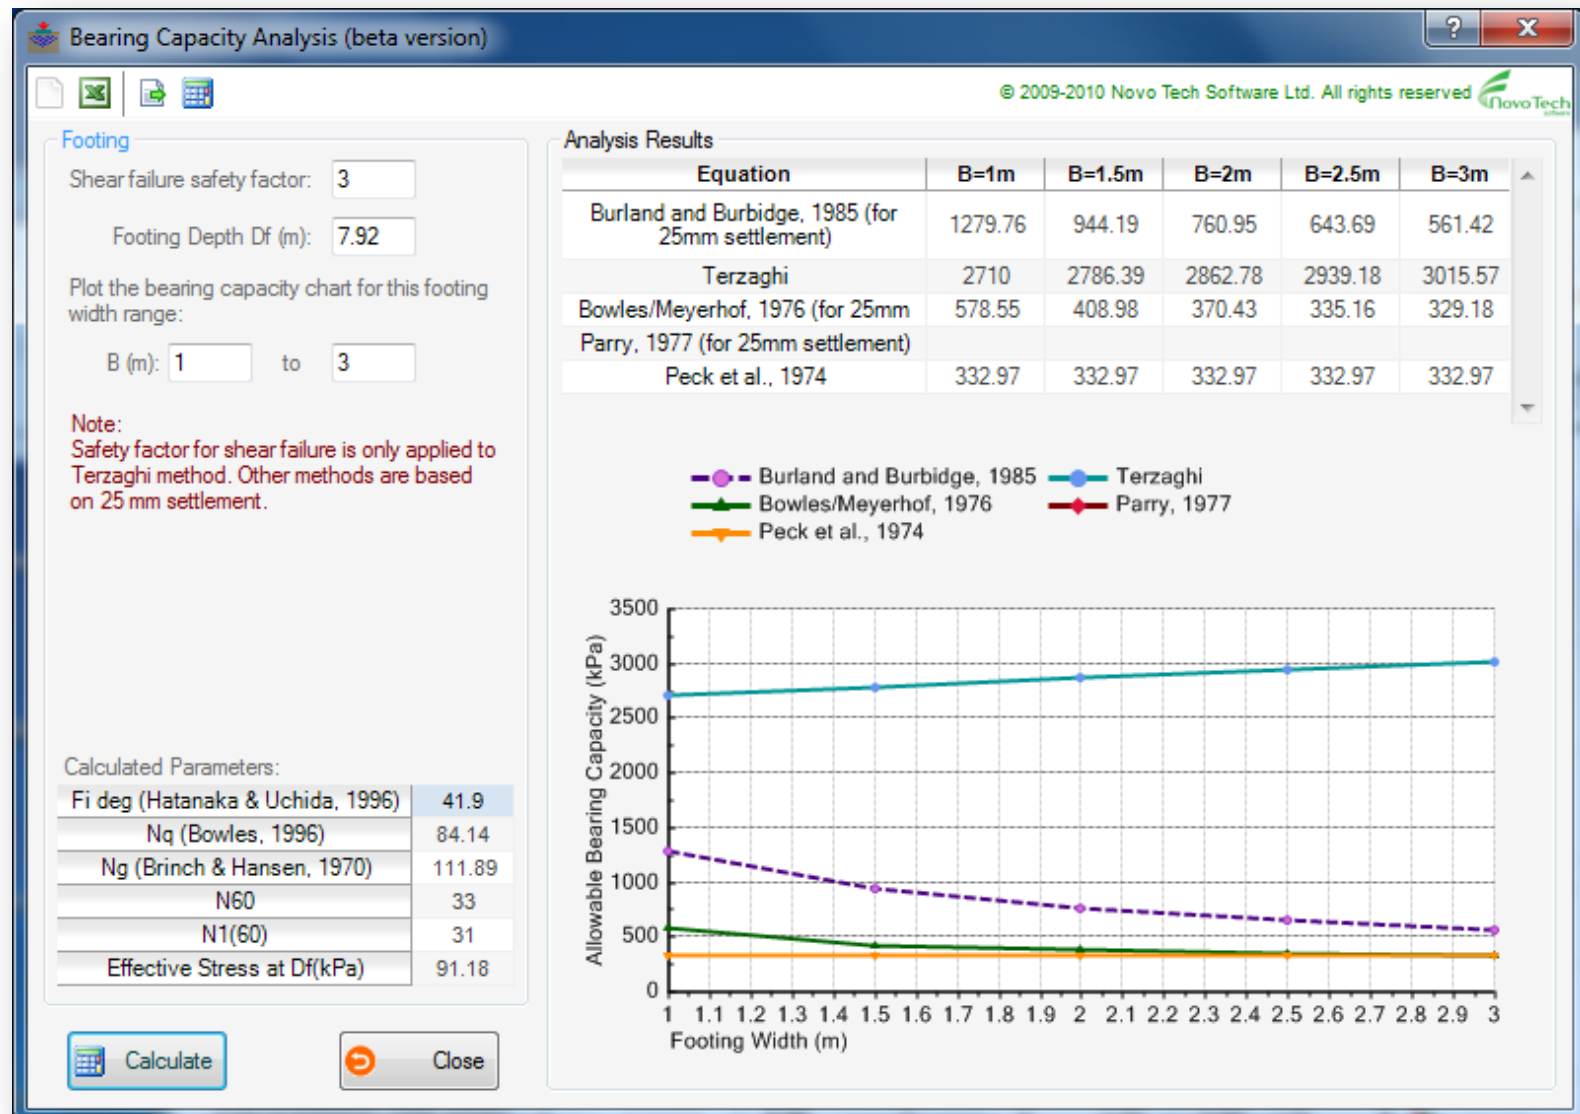 Bearing Capacity Analysis (beta version)
© 2009-2010 Novo Tech Software Ltd. All rights reserved
NovoTech
software
Footing
Shear failure safety factor: 3
Footing Depth Df (m): 7.92
Plot the bearing capacity chart for this footing
width range:
B (m): 1 to 3
Note:
Safety factor for shear failure is only applied to
Terzaghi method. Other methods are based
on 25 mm settlement.
Calculated Parameters:
Fi deg (Hatanaka & Uchida, 1996) 41.9
Nq (Bowles, 1996) 84.14
Ng (Brinch & Hansen, 1970) 111.89
N60 33
N1(60) 31
Effective Stress at Df(kPa) 91.18
Calculate
Close
Analysis Results
Equation B=1m B=1.5m B=2m B=2.5m B=3m
Burland and Burbidge, 1985 (for
25mm settlement) 1279.76 944.19 760.95 643.69 561.42
Terzaghi 2710 2786.39 2862.78 2939.18 3015.57
Bowles/Meyerhof, 1976 (for 25mm 578.55 408.98 370.43 335.16 329.18
Parry, 1977 (for 25mm settlement)
Peck et al., 1974 332.97 332.97 332.97 332.97 332.97
Burland and Burbidge, 1985 Terzaghi
Bowles/Meyerhof, 1976 Parry, 1977
Peck et al., 1974
Allowable Bearing Capacity (kPa)
3500
3000
2500
2000
1500
1000
500
0
1 1.1 1.2 1.3 1.4 1.5 1.6 1.7 1.8 1.9 2 2.1 2.2 2.3 2.4 2.5 2.6 2.7 2.8 2.9 3
Footing Width (m)